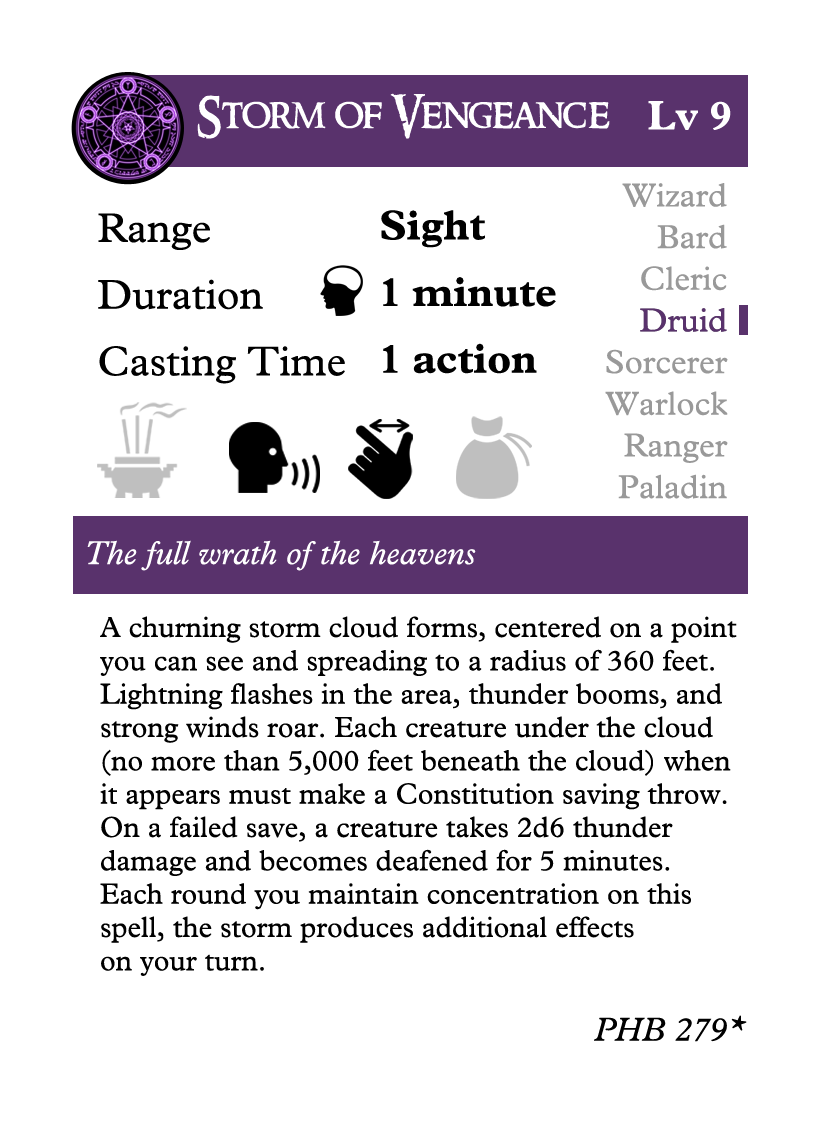 Storm of Vengeance Lv 9
Range Sight
Duration 1 minute
Casting Time 1 action
Wizard
Bard
Cleric
Druid
Sorcerer
Warlock
Ranger
Paladin
The full wrath of the heavens
A churning storm cloud forms, centered on a point
you can see and spreading to a radius of 360 feet.
Lightning flashes in the area, thunder booms, and
strong winds roar. Each creature under the cloud
(no more than 5,000 feet beneath the cloud) when
it appears must make a Constitution saving throw.
On a failed save, a creature takes 2d6 thunder
damage and becomes deafened for 5 minutes.
Each round you maintain concentration on this
spell, the storm produces additional effects
on your turn.
PHB 279*